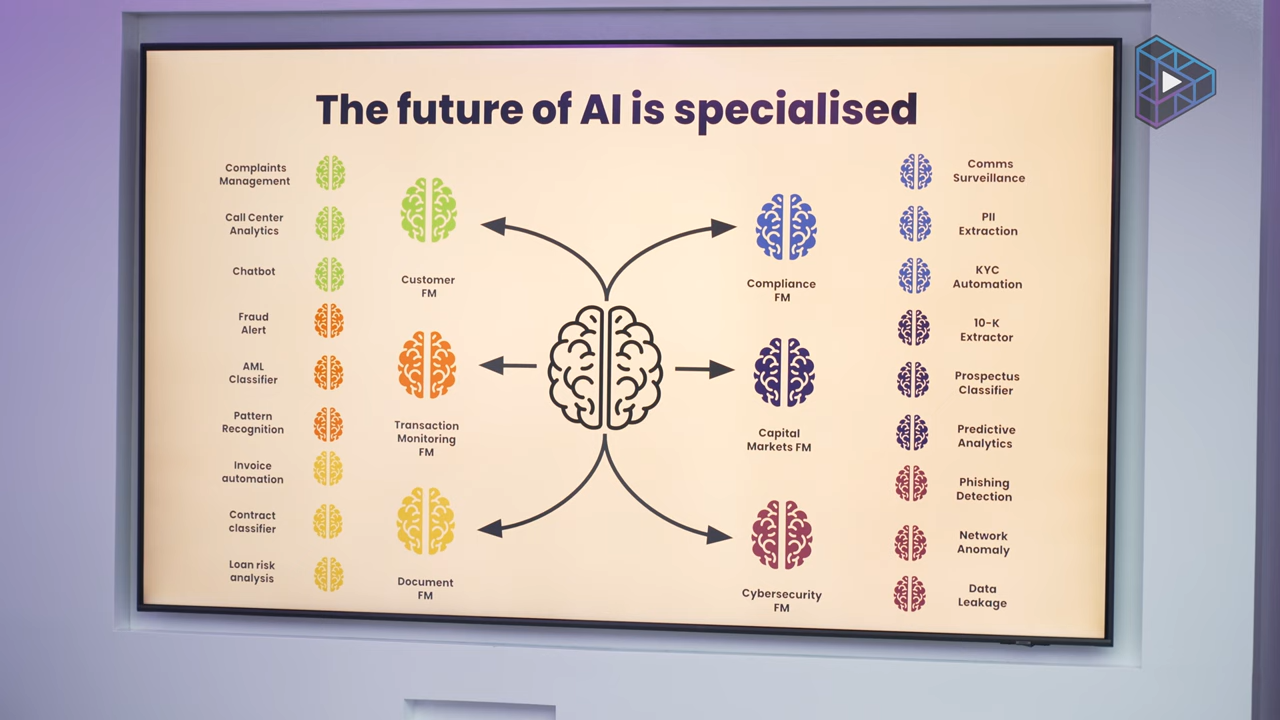 The future of AI is specialised
Complaints
Management
Call Center
Analytics
Chatbot
Fraud
Alert
AML
Classifier
Pattern
Recognition
Invoice
automation
Contract
classifier
Loan risk
analysis
Customer
FM
Transaction
Monitoring
FM
Document
FM
Compliance
FM
Capital
Markets FM
Cybersecurity
FM
Comms
Surveillance
PII
Extraction
KYC
Automation
10-K
Extractor
Prospectus
Classifier
Predictive
Analytics
Phishing
Detection
Network
Anomaly
Data
Leakage